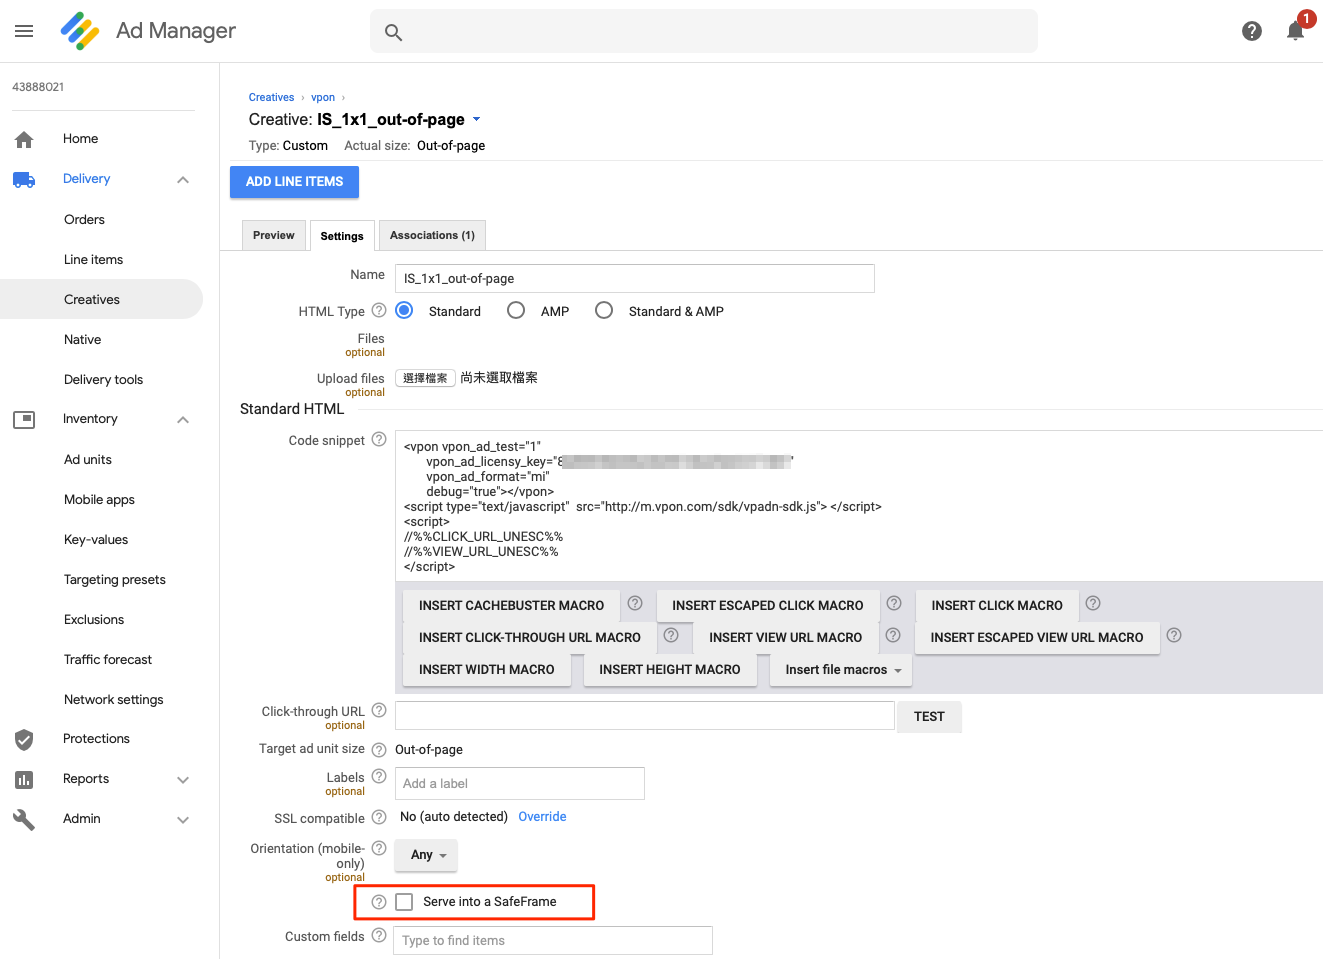 Ad Manager
1
43888021
Home
Delivery
Orders
Line items
Creatives
Native
Delivery tools
Inventory
Ad units
Mobile apps
Key-values
Targeting presets
Exclusions
Traffic forecast
Network settings
Protections
Reports
Admin
Creatives › vpon ›
Creative: IS_1x1_out-of-page
Type: Custom Actual size: Out-of-page
ADD LINE ITEMS
Preview Settings Associations (1)
Name IS_1x1_out-of-page
HTML Type ? Standard AMP Standard & AMP
Files
optional
Upload files 選擇檔案 尚未選取檔案
optional
Standard HTML
Code snippet ?
<vpon vpon_ad_test="1"
vpon_ad_licensy_key="8 "
vpon_ad_format="mi"
debug="true"></vpon>
<script type="text/javascript" src="http://m.vpon.com/sdk/vpadn-sdk.js"> </script>
<script>
//%%CLICK_URL_UNESC%%
//%%VIEW_URL_UNESC%%
</script>
INSERT CACHEBUSTER MACRO ? INSERT ESCAPED CLICK MACRO ? INSERT CLICK MACRO ?
INSERT CLICK-THROUGH URL MACRO ? INSERT VIEW URL MACRO ? INSERT ESCAPED VIEW URL MACRO ?
INSERT WIDTH MACRO INSERT HEIGHT MACRO Insert file macros
Click-through URL ? TEST
optional
Target ad unit size ? Out-of-page
Labels ? Add a label
optional
SSL compatible ? No (auto detected) Override
Orientation (mobile-only) ? Any
optional
? Serve into a SafeFrame
Custom fields ? Type to find items